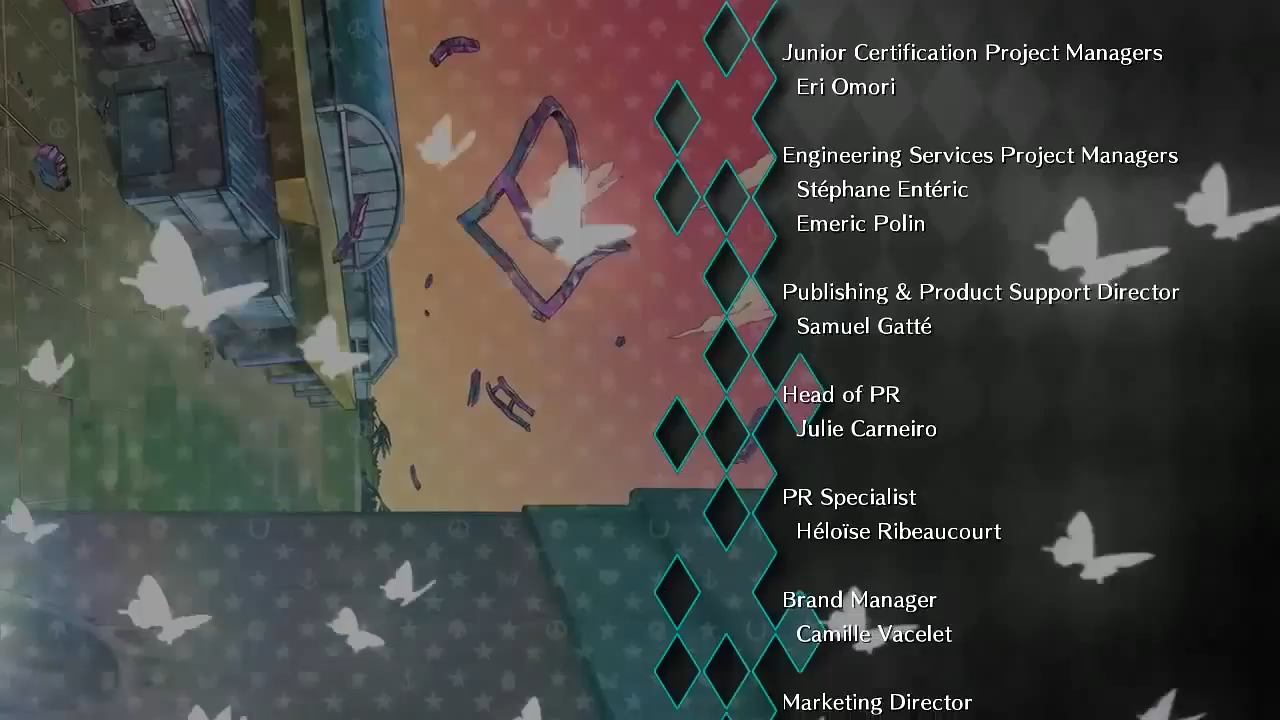 Junior Certification Project Managers
Eri Omori
Engineering Services Project Managers
Stéphane Entéric
Emeric Polin
Publishing & Product Support Director
Samuel Gatté
Head of PR
Julie Carneiro
PR Specialist
Héloïse Ribeaucourt
Brand Manager
Camille Vacelet
Marketing Director